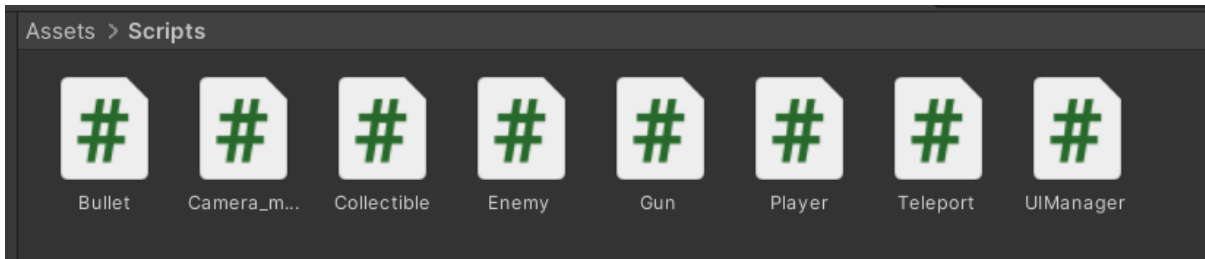 Assets > Scripts
Bullet Camera_m... Collectible Enemy Gun Player Teleport UIManager